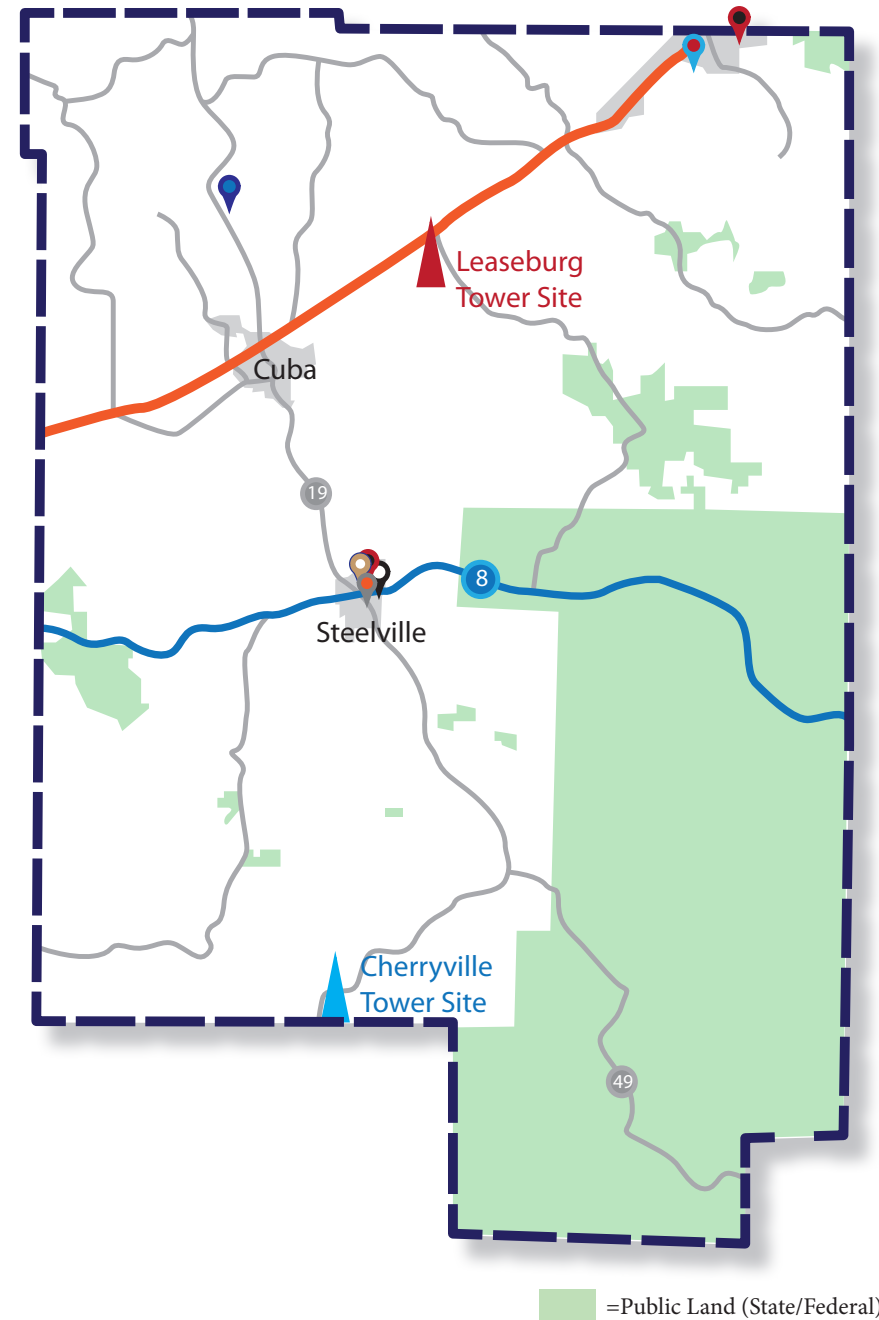 Leaseburg
Tower Site
Cuba
19
8
Steelville
Cherryville
Tower Site
49
=Public Land (State/Federal)